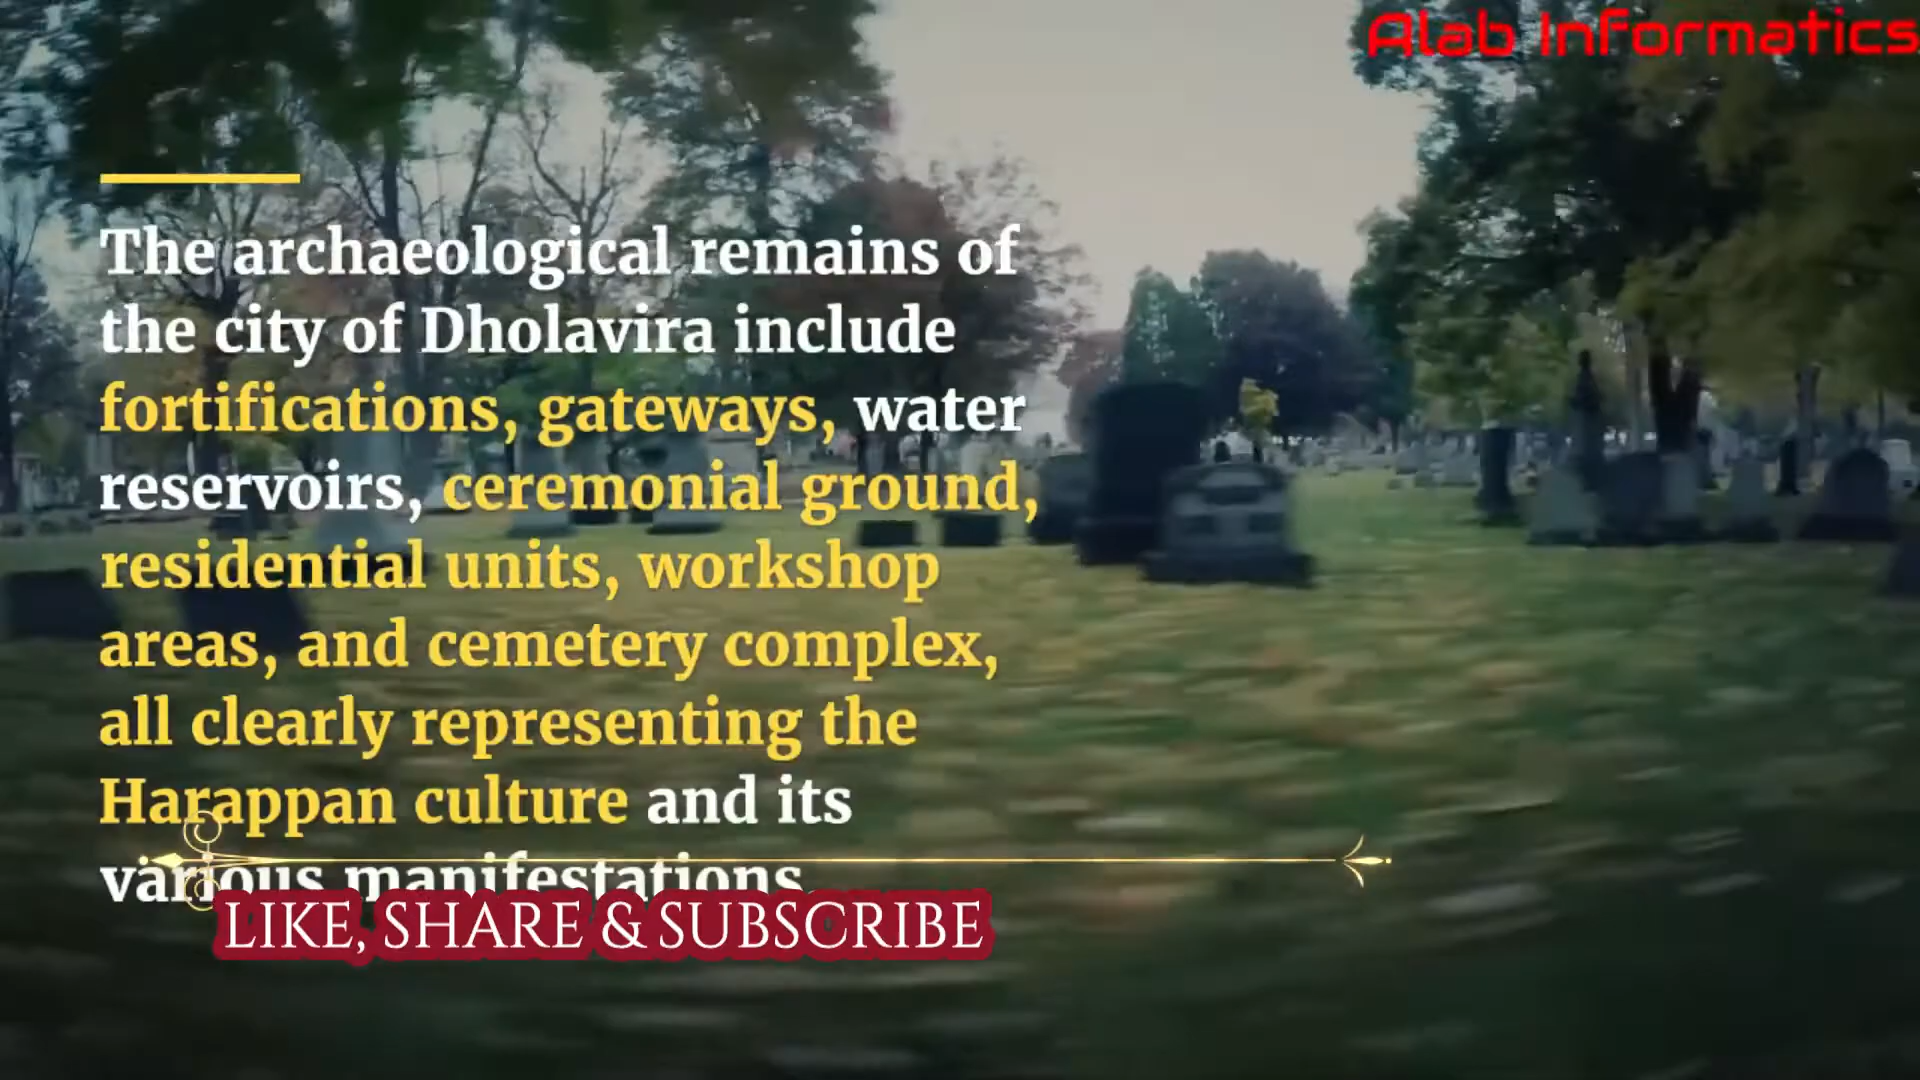 Alab Informatics
The archaeological remains of
the city of Dholavira include
fortifications, gateways, water
reservoirs, ceremonial ground,
residential units, workshop
areas, and cemetery complex,
all clearly representing the
Harappan culture and its
various manifestations.
LIKE, SHARE & SUBSCRIBE